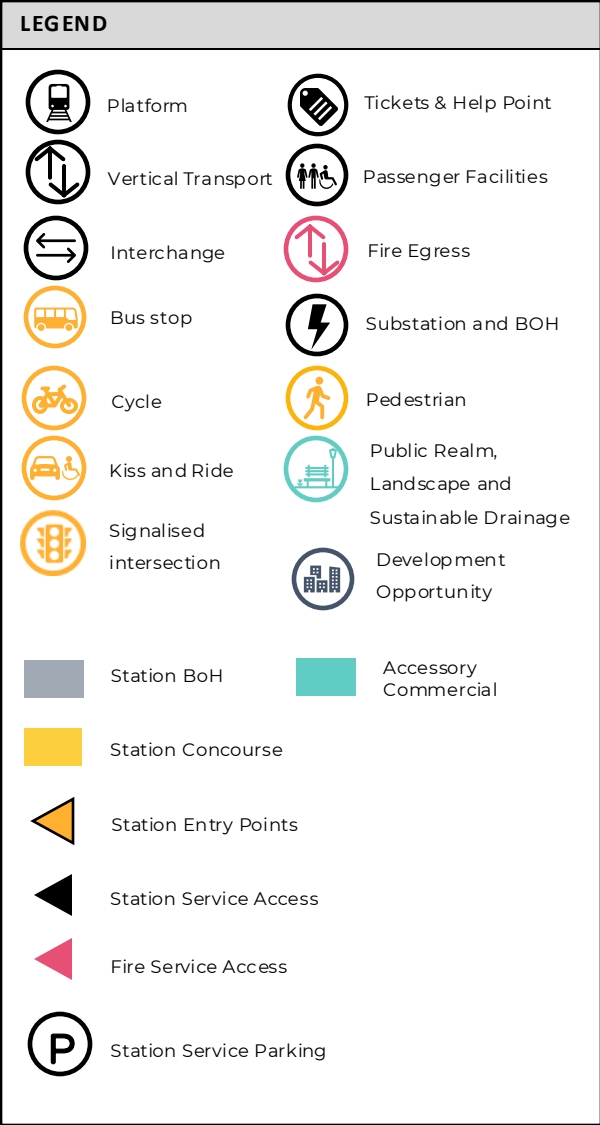 LEGEND
Platform
Vertical Transport
Interchange
Bus stop
Cycle
Kiss and Ride
Signalised
intersection
Tickets & Help Point
Passenger Facilities
Fire Egress
Substation and BOH
Pedestrian
Public Realm,
Landscape and
Sustainable Drainage
Development
Opportunity
Station BoH
Accessory
Commercial
Station Concourse
Station Entry Points
Station Service Access
Fire Service Access
P
Station Service Parking